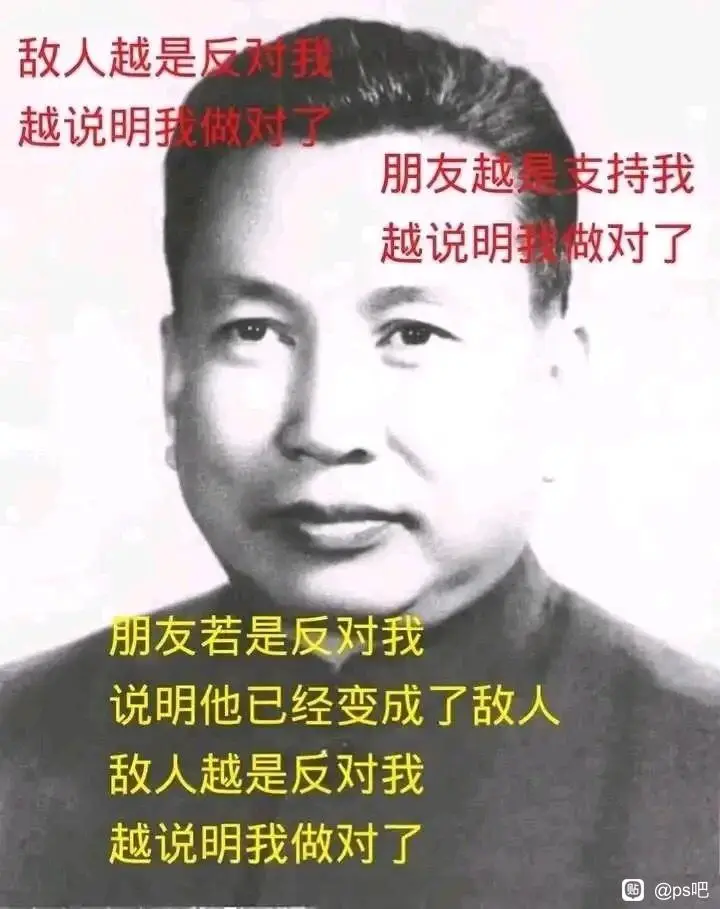 敌人越是反对我
越说明我做对了
朋友越是支持我
越说明我做对了
朋友若是反对我
说明他已经变成了敌人
敌人越是反对我
越说明我做对了
贴 @ps吧